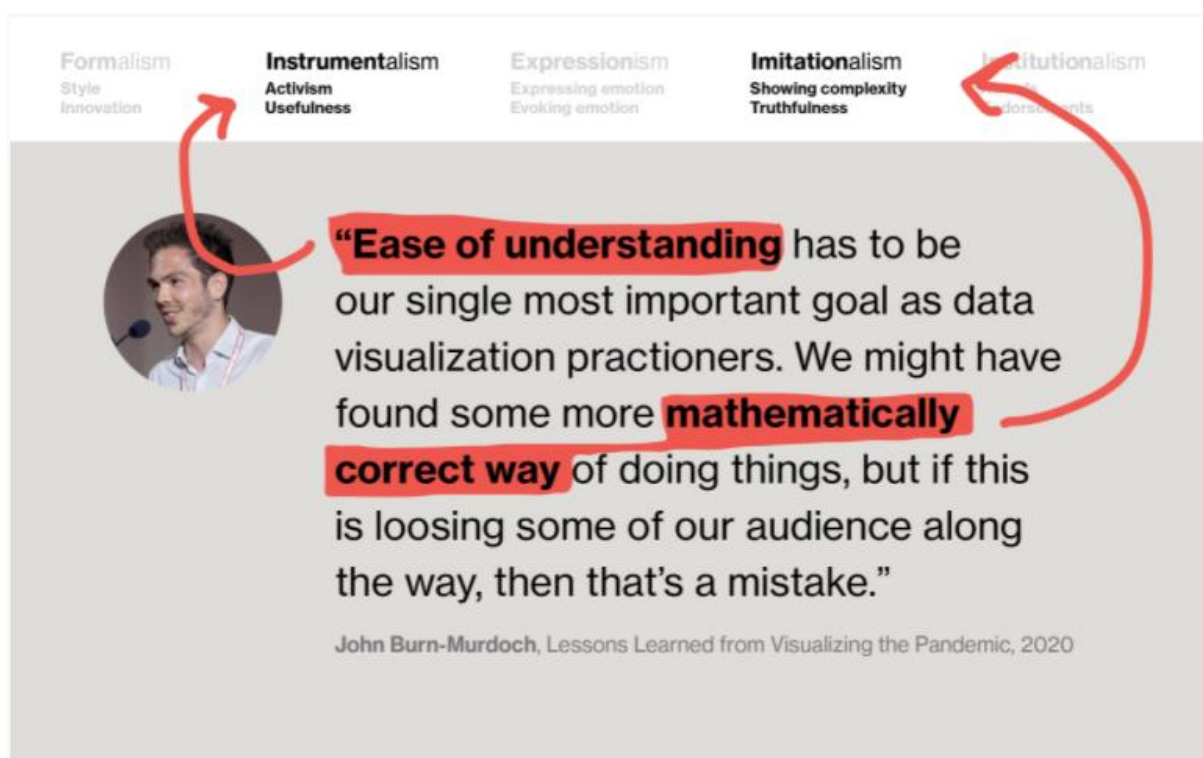 Formalism Instrumentalism Expressionism Imitationalism Institutionalism
Style Activism Expressing emotion Showing complexity
Innovation Usefulness Evoking emotion Truthfulness Endorsements
“Ease of understanding has to be
our single most important goal as data
visualization practioners. We might have
found some more mathematically
correct way of doing things, but if this
is loosing some of our audience along
the way, then that’s a mistake.”
John Burn-Murdoch, Lessons Learned from Visualizing the Pandemic, 2020